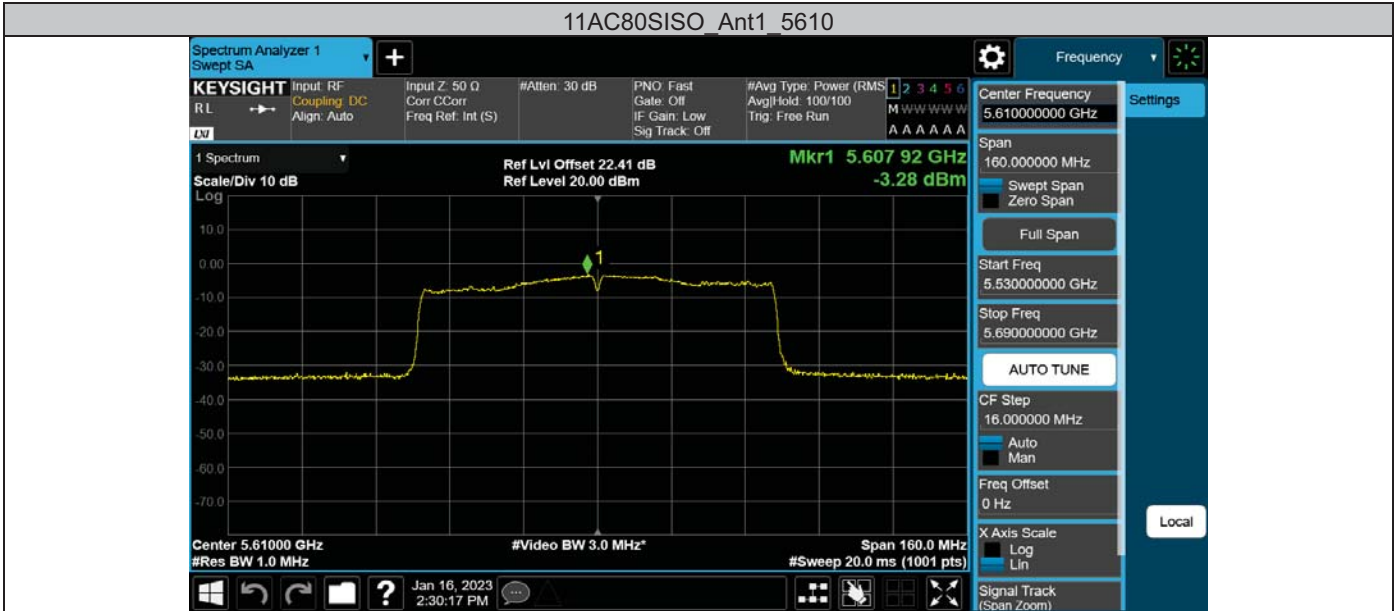 11AC80SISO_Ant1_5610
Spectrum Analyzer 1
Swept SA
Frequency
KEYSIGHT
RL
LXI
Input: RF
Coupling: DC
Align: Auto
Input Z: 50 Ω
Corr CCorr
Freq Ref: Int (S)
#Atten: 30 dB
PNO: Fast
Gate: Off
IF Gain: Low
Sig Track: Off
#Avg Type: Power (RMS
Avg|Hold: 100/100
Trig: Free Run
1 2 3 4 5 6
M W W W W W
A A A A A A
1 Spectrum
Scale/Div 10 dB
Ref Lvl Offset 22.41 dB
Ref Level 20.00 dBm
Mkr1 5.607 92 GHz
-3.28 dBm
Log
10.0
0.00
-10.0
-20.0
-30.0
-40.0
-50.0
-60.0
-70.0
1
Center 5.61000 GHz
#Res BW 1.0 MHz
#Video BW 3.0 MHz*
Span 160.0 MHz
#Sweep 20.0 ms (1001 pts)
Center Frequency
5.610000000 GHz
Settings
Span
160.000000 MHz
Swept Span
Zero Span
Full Span
Start Freq
5.530000000 GHz
Stop Freq
5.690000000 GHz
AUTO TUNE
CF Step
16.000000 MHz
Auto
Man
Freq Offset
0 Hz
X Axis Scale
Log
Lin
Local
Signal Track
(Span Zoom)
?
Jan 16, 2023
2:30:17 PM